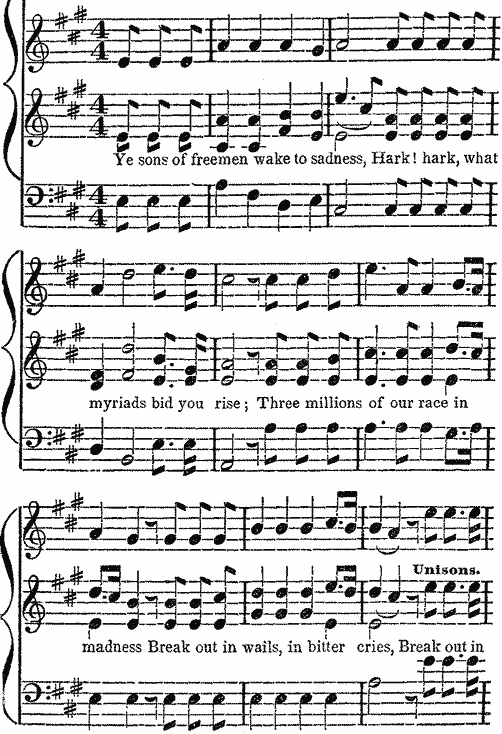 Ye sons of freemen wake to sadness, Hark! hark, what
myriads bid you rise; Three millions of our race in
Unisons.
madness Break out in wails, in bitter cries, Break out in